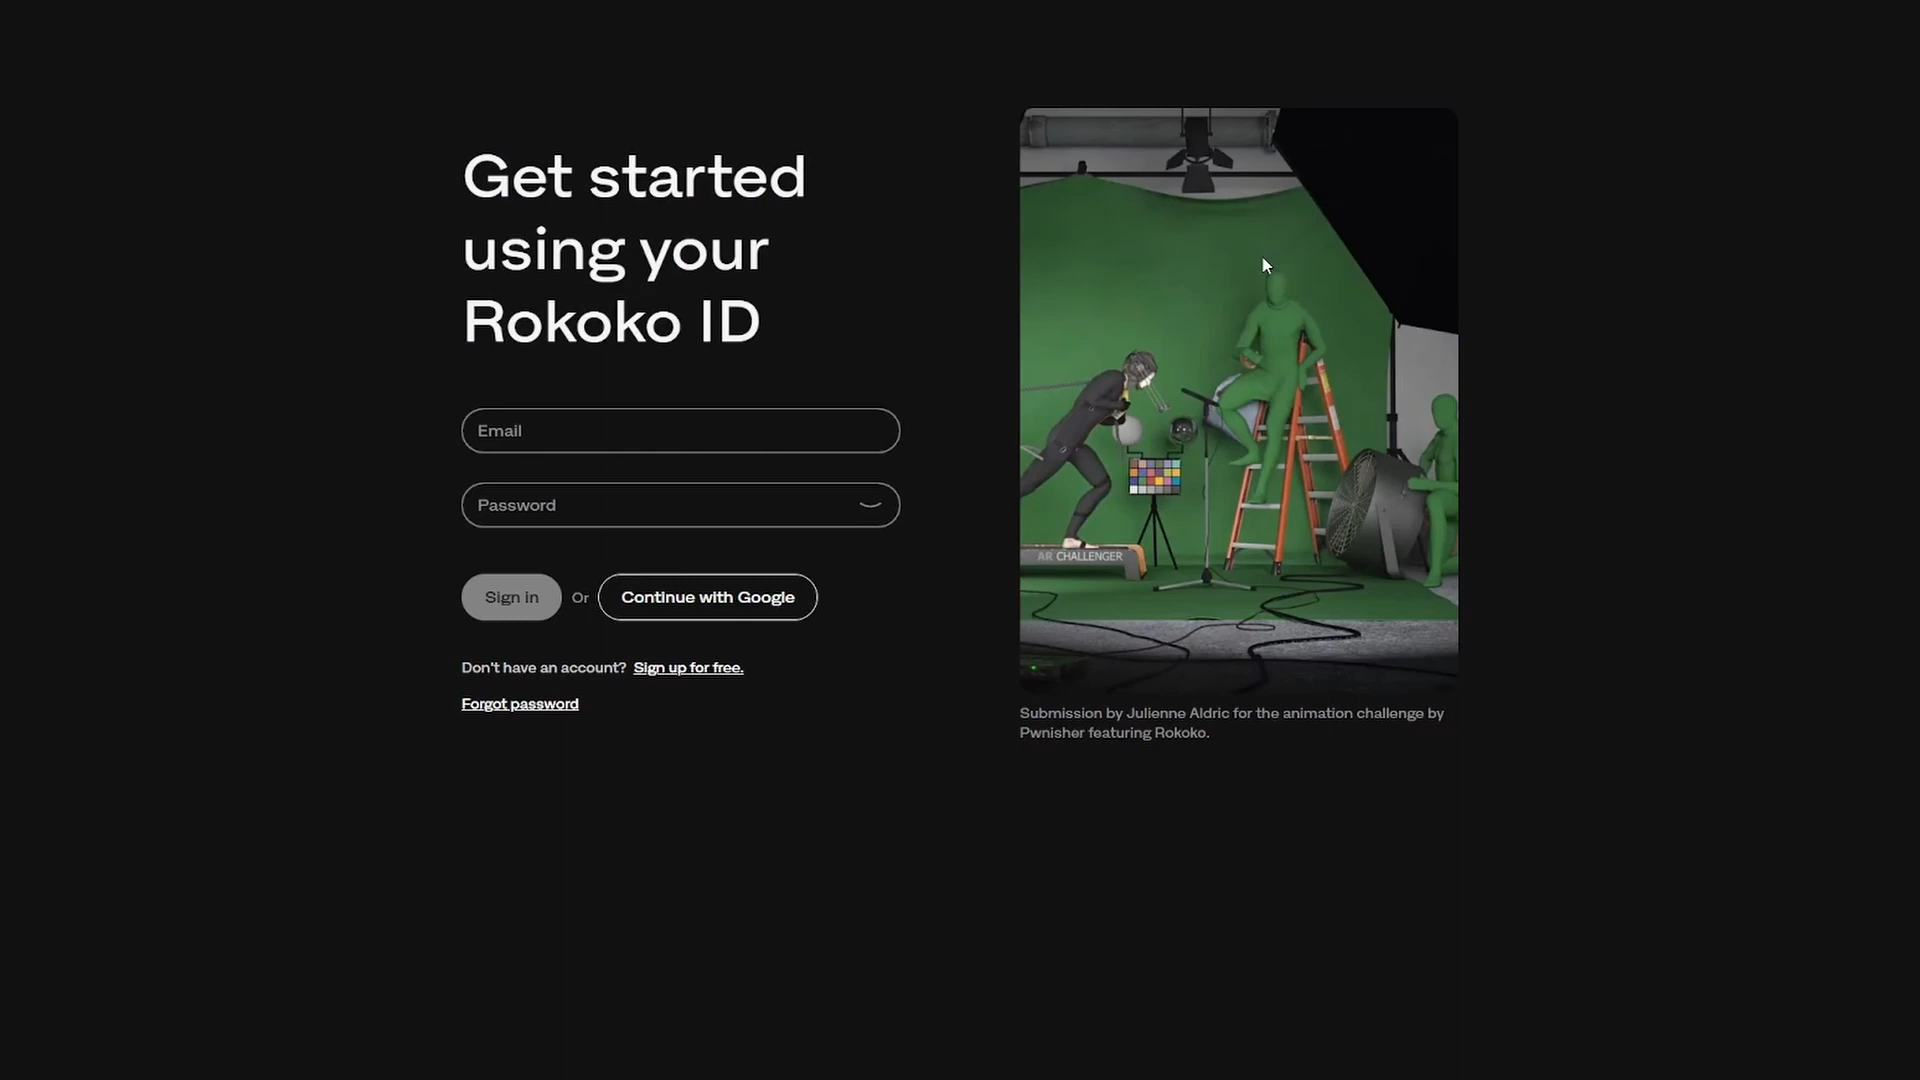 Get started
using your
Rokoko ID
Email
Password
Sign in Or Continue with Google
Don't have an account? Sign up for free.
Forgot password
AR CHALLENGER
Submission by Julienne Aldric for the animation challenge by
Pwnisher featuring Rokoko.